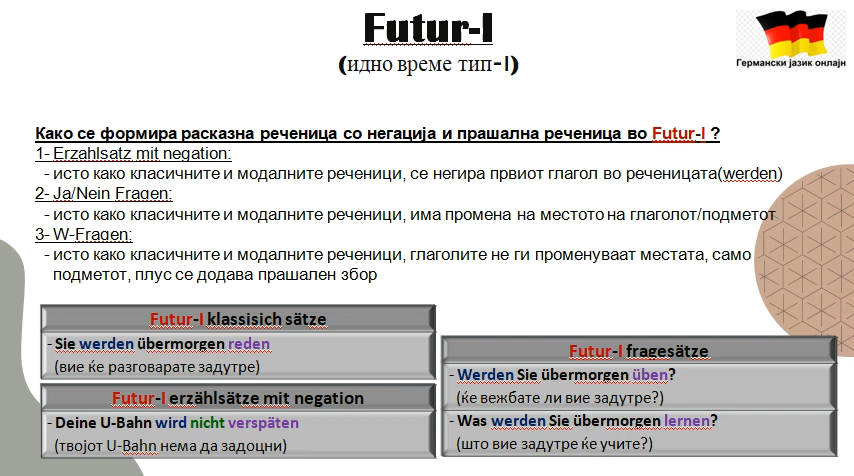 Futur-I
(идно време тип-I)
Германски јазик онлајн
Како се формира расказна реченица со негација и прашална реченица во Futur-I ?
1- Erzahlsatz mit negation:
- исто како класичните и модалните реченици, се негира првиот глагол во реченицата(werden)
2- Ja/Nein Fragen:
- исто како класичните и модалните реченици, има промена на местото на глаголот/подметот
3- W-Fragen:
- исто како класичните и модалните реченици, глаголите не ги променуваат местата, само
подметот, плус се додава прашален збор
Futur-I klassisich sätze
- Sie werden übermorgen reden
(вие ќе разговарате задутре)
Futur-I erzählsätze mit negation
- Deine U-Bahn wird nicht verspäten
(твојот U-Bahn нема да задоцни)
Futur-I fragesätze
- Werden Sie übermorgen üben?
(ќе вежбате ли вие задутре?)
- Was werden Sie übermorgen lernen?
(што вие задутре ќе учите?)